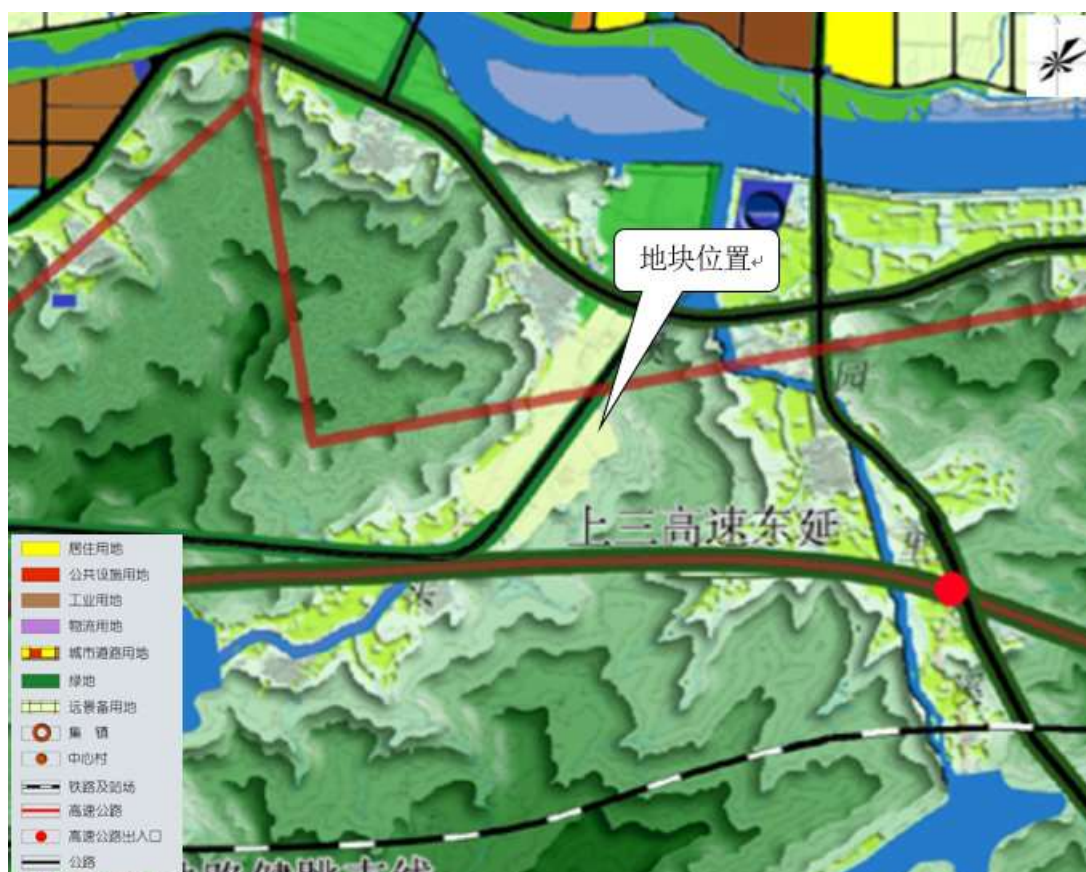 地块位置
园
上三高速东延
居住用地
公共设施用地
工业用地
物流用地
城市道路用地
绿地
远景备用地
集 镇
中心村
铁路及站场
高速公路
高速公路出入口
公路